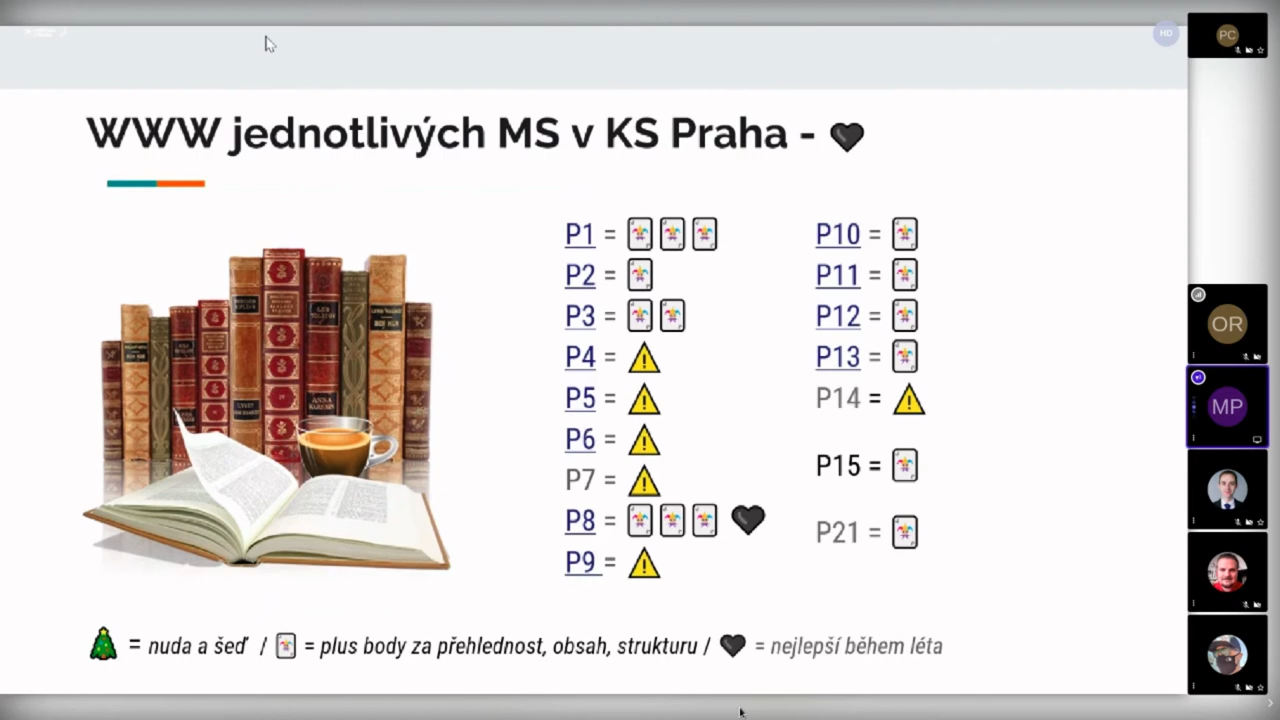 WWW jednotlivých MS v KS Praha - 🖤
P1 = 🃏🃏🃏
P2 = 🃏
P3 = 🃏🃏
P4 = ⚠
P5 = ⚠
P6 = ⚠
P7 = ⚠
P8 = 🃏🃏🃏 🖤
P9 = ⚠
P10 = 🃏
P11 = 🃏
P12 = 🃏
P13 = 🃏
P14 = ⚠
P15 = 🃏
P21 = 🃏
🎄 = nuda a šeď / 🃏 = plus body za přehlednost, obsah, strukturu / 🖤 = nejlepší během léta
HD
PC
OR
MP